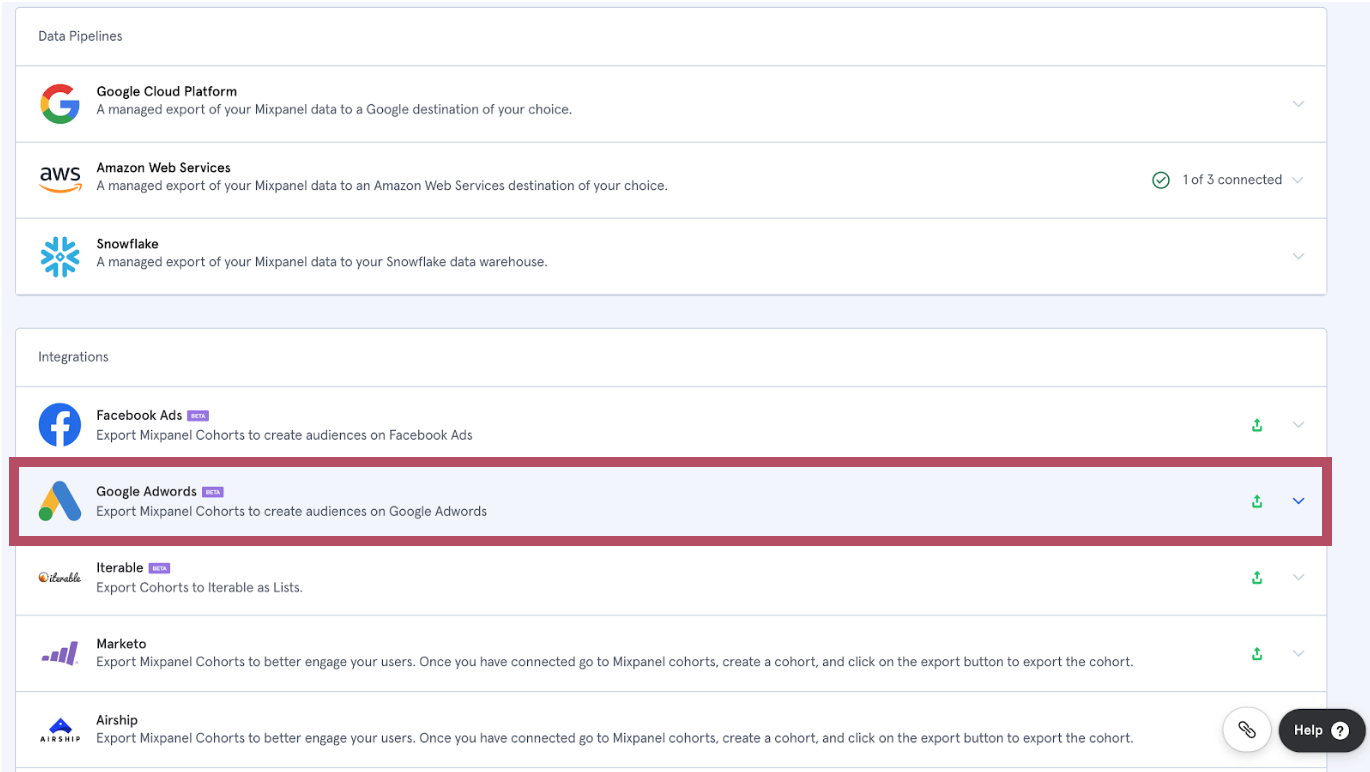 Data Pipelines
Google Cloud Platform
A managed export of your Mixpanel data to a Google destination of your choice.
aws
Amazon Web Services
A managed export of your Mixpanel data to an Amazon Web Services destination of your choice.
1 of 3 connected
Snowflake
A managed export of your Mixpanel data to your Snowflake data warehouse.
Integrations
Facebook Ads BETA
Export Mixpanel Cohorts to create audiences on Facebook Ads
Google Adwords BETA
Export Mixpanel Cohorts to create audiences on Google Adwords
iterable
Iterable BETA
Export Cohorts to Iterable as Lists.
Marketo
Export Mixpanel Cohorts to better engage your users. Once you have connected go to Mixpanel cohorts, create a cohort, and click on the export button to export the cohort.
AIRSHIP
Airship
Export Mixpanel Cohorts to better engage your users. Once you have connected go to Mixpanel cohorts, create a cohort, and click on the export button to export the cohort.
Help ?